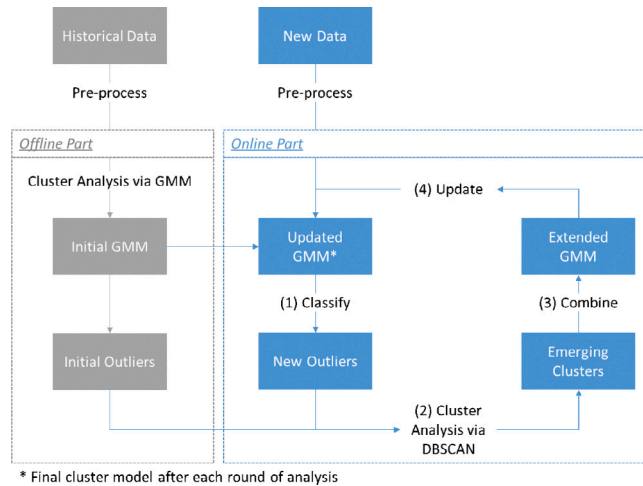 Historical Data
New Data
Pre-process
Pre-process
Offline Part
Online Part
Cluster Analysis via GMM
(4) Update
Initial GMM
Updated
GMM*
Extended
GMM
(1) Classify
(3) Combine
Initial Outliers
New Outliers
Emerging
Clusters
(2) Cluster
Analysis via
DBSCAN
* Final cluster model after each round of analysis